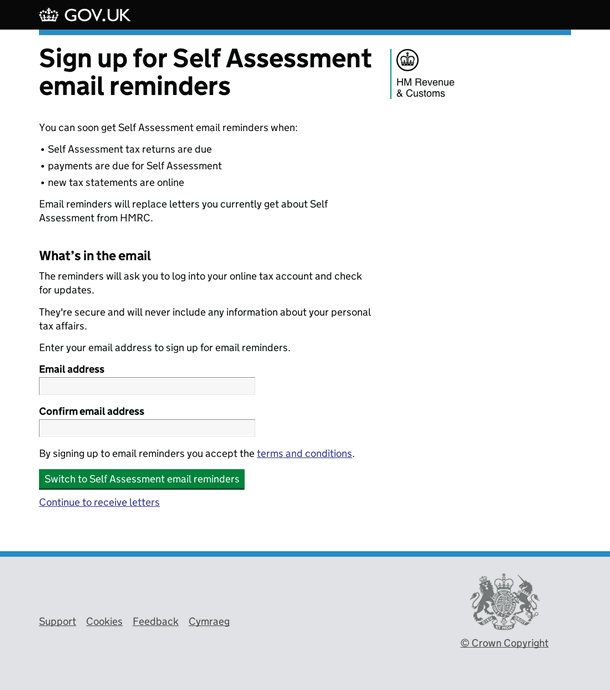 GOV.UK
Sign up for Self Assessment
email reminders
HM Revenue
& Customs
You can soon get Self Assessment email reminders when:
• Self Assessment tax returns are due
• payments are due for Self Assessment
• new tax statements are online
Email reminders will replace letters you currently get about Self
Assessment from HMRC.
What's in the email
The reminders will ask you to log into your online tax account and check
for updates.
They're secure and will never include any information about your personal
tax affairs.
Enter your email address to sign up for email reminders.
Email address
Confirm email address
By signing up to email reminders you accept the terms and conditions.
Switch to Self Assessment email reminders
Continue to receive letters
Support Cookies Feedback Cymraeg
© Crown Copyright